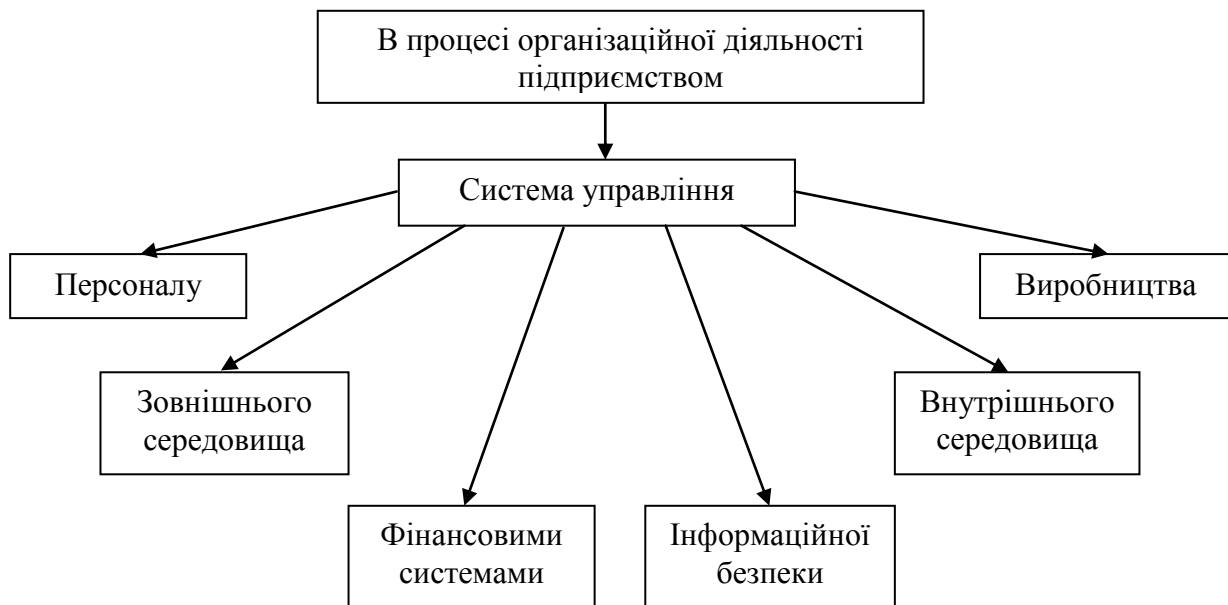 В процесі організаційної діяльності
підприємством
Система управління
Персоналу
Виробництва
Зовнішнього
середовища
Внутрішнього
середовища
Фінансовими
системами
Інформаційної
безпеки